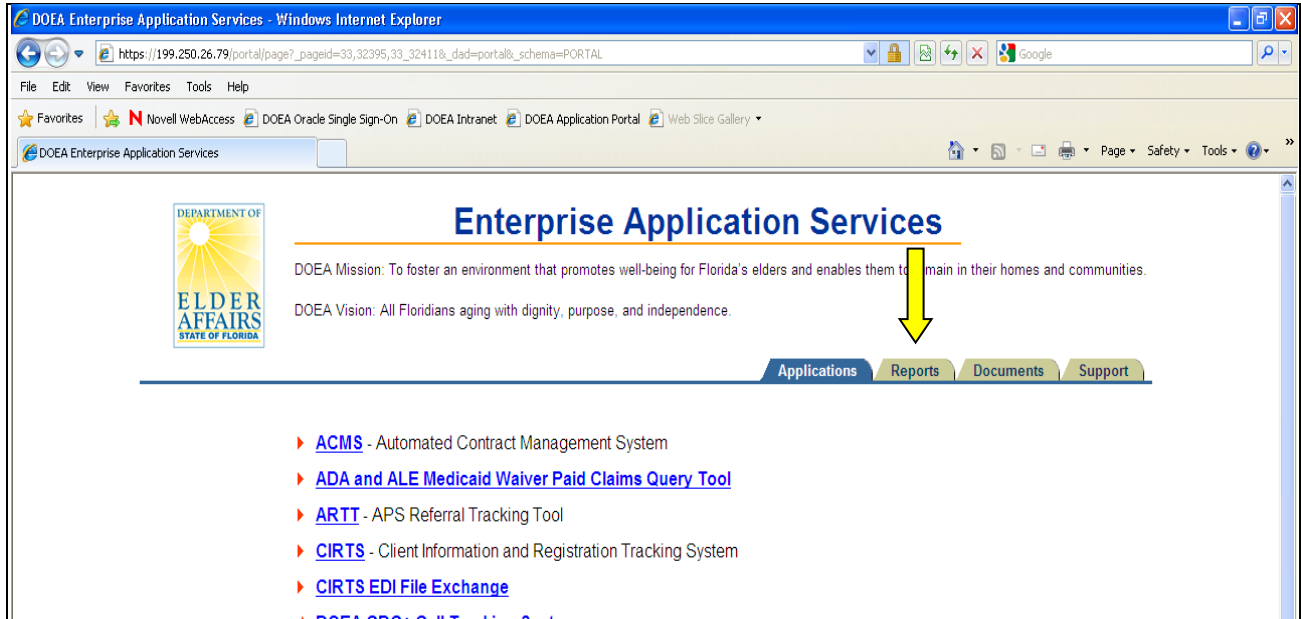 DOEA Enterprise Application Services - Windows Internet Explorer
https://199.250.26.79/portal/page?_pageid=33,32395,33_32411&_dad=portal&_schema=PORTAL
Google
File Edit View Favorites Tools Help
Favorites Novell WebAccess DOEA Oracle Single Sign-On DOEA Intranet DOEA Application Portal Web Slice Gallery
DOEA Enterprise Application Services
Page Safety Tools
DEPARTMENT OF
ELDER
AFFAIRS
STATE OF FLORIDA
Enterprise Application Services
DOEA Mission: To foster an environment that promotes well-being for Florida's elders and enables them in their homes and communities.
DOEA Vision: All Floridians aging with dignity, purpose, and independence.
Applications Reports Documents Support
ACMS - Automated Contract Management System
ADA and ALE Medicaid Waiver Paid Claims Query Tool
ARTT - APS Referral Tracking Tool
CIRTS - Client Information and Registration Tracking System
CIRTS EDI File Exchange